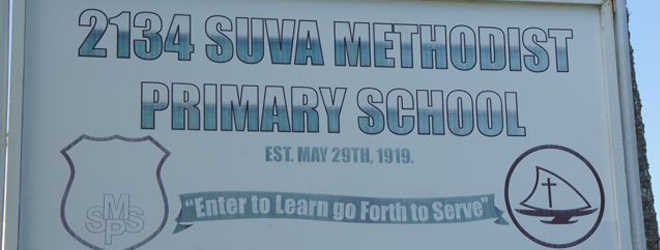 2134 SUVA METHODIST
PRIMARY SCHOOL
EST. MAY 29TH, 1919.
SMPS
"Enter to Learn go Forth to Serve"